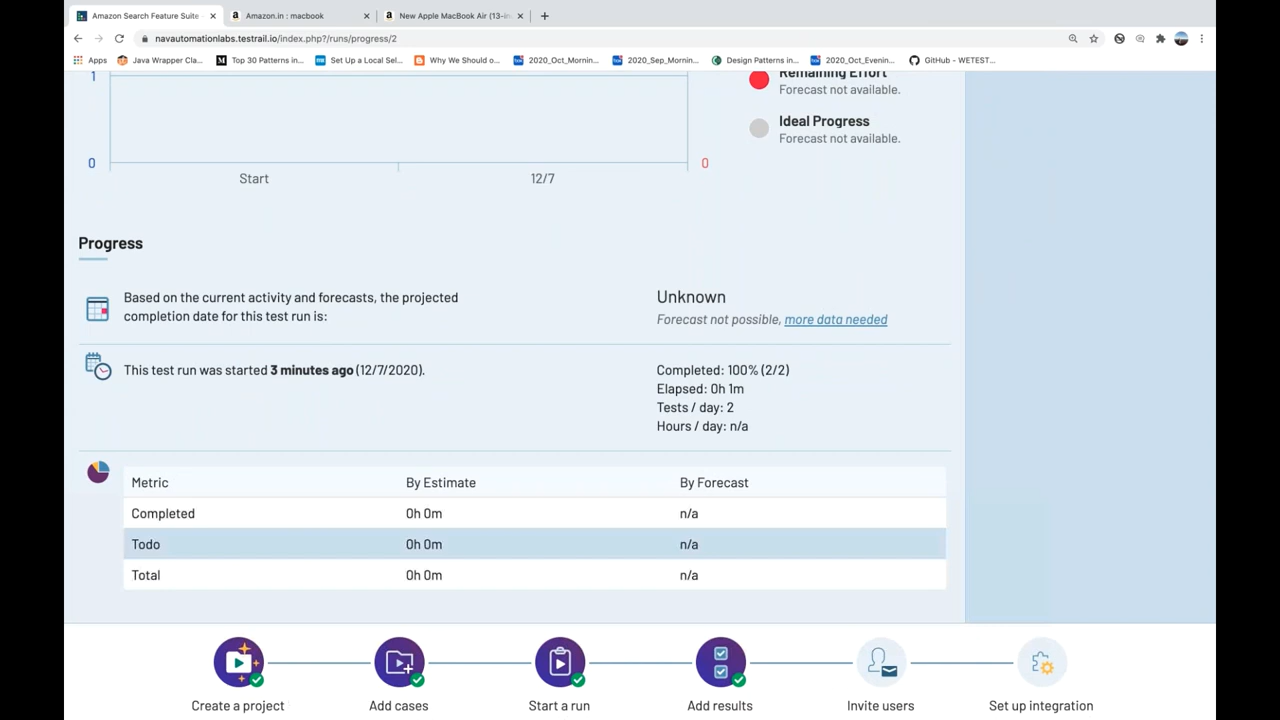 Amazon Search Feature Suite -
Amazon.in : macbook
New Apple MacBook Air (13-in
navautomationlabs.testrail.io/index.php?/runs/progress/2
Apps
Java Wrapper Cla...
Top 30 Patterns in...
Set Up a Local Sel...
Why We Should o...
2020_Oct_Mornin...
2020_Sep_Mornin...
Design Patterns in...
2020_Oct_Evenin...
GitHub - WETEST...
1
Remaining Effort
Forecast not available.
Ideal Progress
Forecast not available.
0
0
Start
12/7
Progress
Based on the current activity and forecasts, the projected
completion date for this test run is:
Unknown
Forecast not possible, more data needed
This test run was started 3 minutes ago (12/7/2020).
Completed: 100% (2/2)
Elapsed: 0h 1m
Tests / day: 2
Hours / day: n/a
Metric By Estimate By Forecast
Completed 0h 0m n/a
Todo 0h 0m n/a
Total 0h 0m n/a
Create a project
Add cases
Start a run
Add results
Invite users
Set up integration